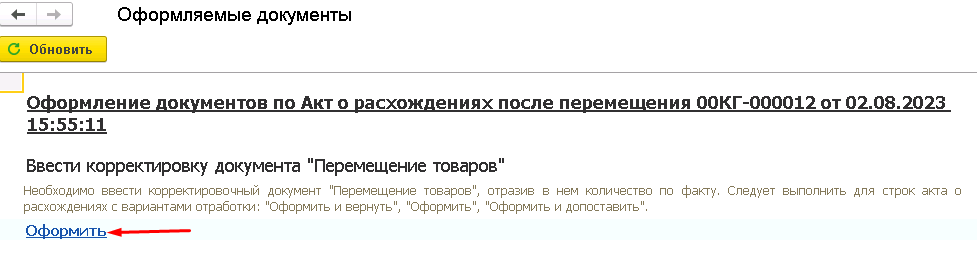 Оформляемые документы
Обновить
Оформление документов по Акт о расхождениях после перемещения 00КГ-000012 от 02.08.2023
15:55:11
Ввести корректировку документа "Перемещение товаров"
Необходимо ввести корректировочный документ "Перемещение товаров", отразив в нем количество по факту. Следует выполнить для строк акта о
расхождениях с вариантами отработки: "Оформить и вернуть", "Оформить", "Оформить и допоставить".
Оформить